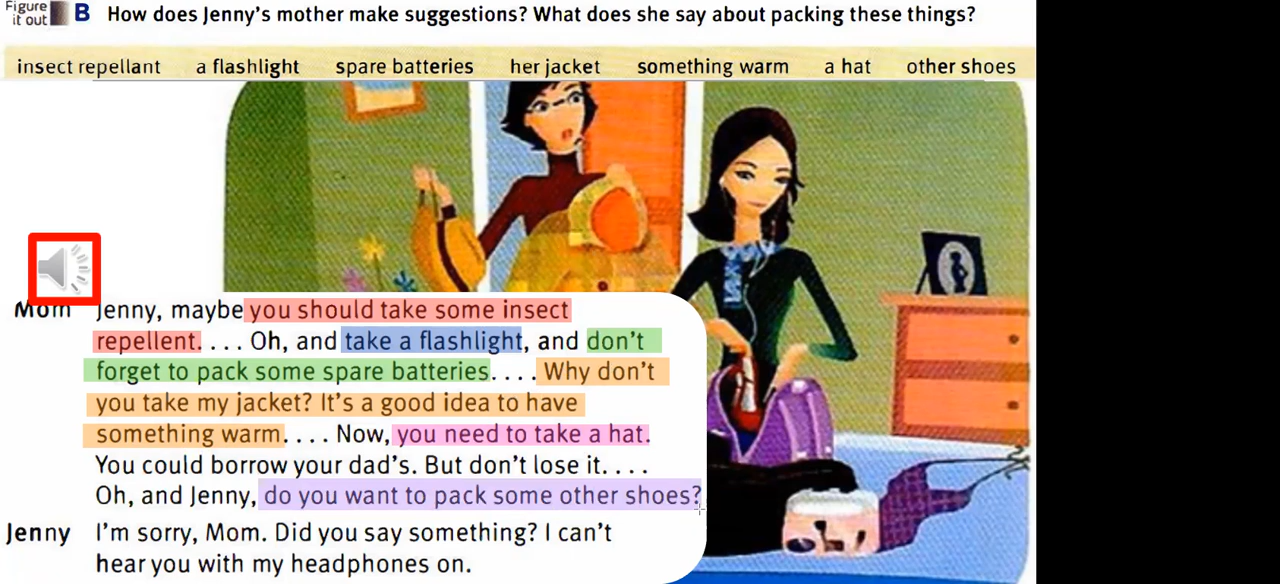 Figure it out B How does Jenny's mother make suggestions? What does she say about packing these things?
insect repellant a flashlight spare batteries her jacket something warm a hat other shoes
Mom Jenny, maybe you should take some insect
repellent. . . . Oh, and take a flashlight, and don't
forget to pack some spare batteries. . . . Why don't
you take my jacket? It's a good idea to have
something warm. . . . Now, you need to take a hat.
You could borrow your dad's. But don't lose it. . . .
Oh, and Jenny, do you want to pack some other shoes?
Jenny I'm sorry, Mom. Did you say something? I can't
hear you with my headphones on.